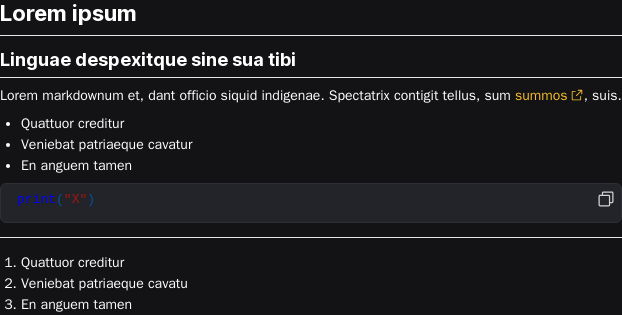 Lorem ipsum
Linguae despexitque sine sua tibi
Lorem markdownum et, dant officio siquid indigenae. Spectatrix contigit tellus, sum summos, suis.
• Quattuor creditur
• Veniebat patriaeque cavatur
• En anguem tamen
print("X")
1. Quattuor creditur
2. Veniebat patriaeque cavatu
3. En anguem tamen